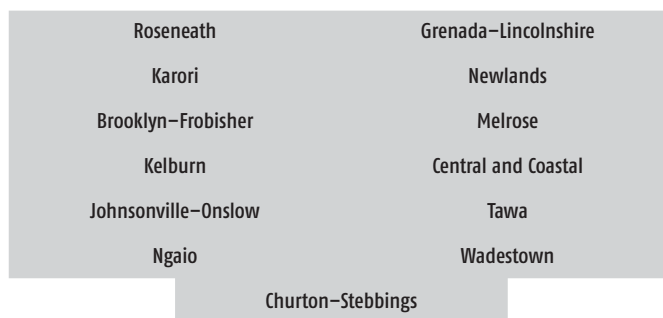 Roseneath Grenada–Lincolnshire
Karori Newlands
Brooklyn–Frobisher Melrose
Kelburn Central and Coastal
Johnsonville–Onslow Tawa
Ngaio Wadestown
Churton–Stebbings